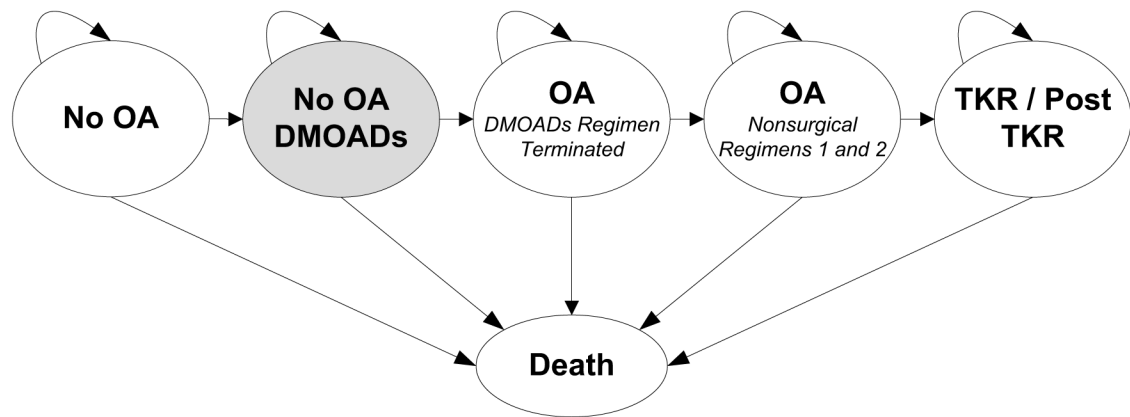 No OA
No OA
DMOADs
OA
DMOADs Regimen
Terminated
OA
Nonsurgical
Regimens 1 and 2
TKR / Post
TKR
Death